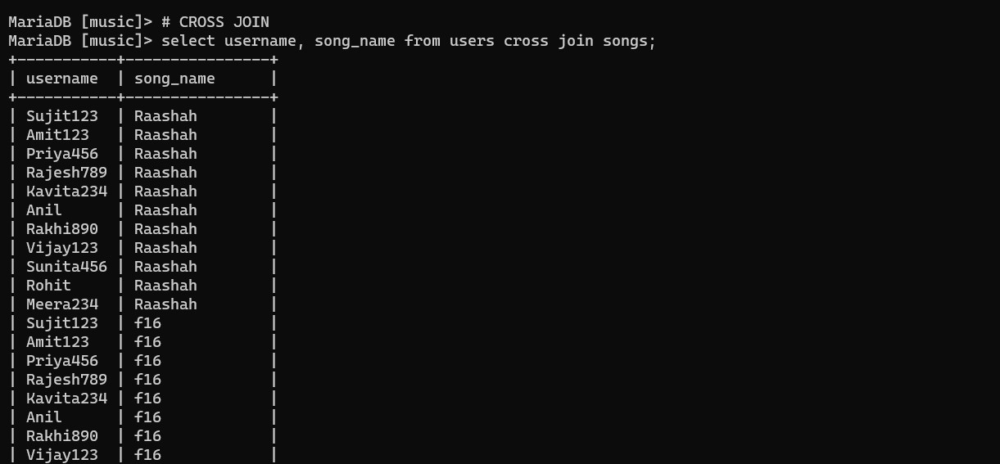 MariaDB [music]> # CROSS JOIN
MariaDB [music]> select username, song_name from users cross join songs;
+-----------+----------------+
| username  | song_name      |
+-----------+----------------+
| Sujit123  | Raashah        |
| Amit123   | Raashah        |
| Priya456  | Raashah        |
| Rajesh789 | Raashah        |
| Kavita234 | Raashah        |
| Anil      | Raashah        |
| Rakhi890  | Raashah        |
| Vijay123  | Raashah        |
| Sunita456 | Raashah        |
| Rohit     | Raashah        |
| Meera234  | Raashah        |
| Sujit123  | f16            |
| Amit123   | f16            |
| Priya456  | f16            |
| Rajesh789 | f16            |
| Kavita234 | f16            |
| Anil      | f16            |
| Rakhi890  | f16            |
| Vijay123  | f16            |